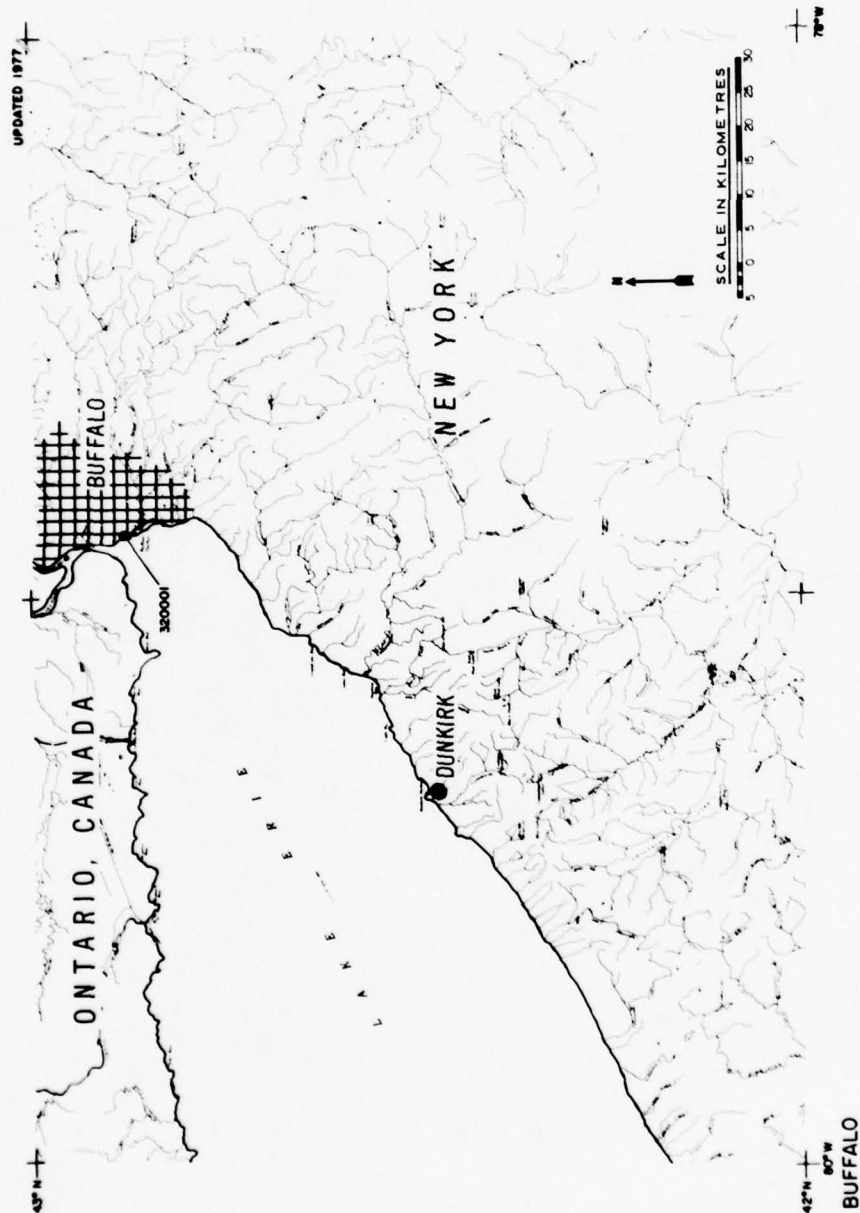 UPDATED 1977
43° N
ONTARIO, CANADA
BUFFALO
320001
LAKE ERIE
DUNKIRK
NEW YORK
N
SCALE IN KILOMETRES
5 0 5 10 15 20 25 30
42° N
80° W
78° W
BUFFALO